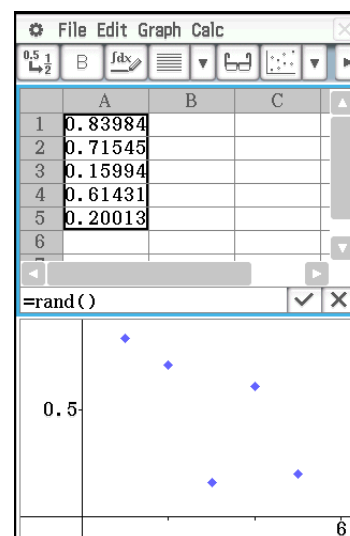 File Edit Graph Calc
0.5 1 2 B ∫dx
A B C
1 0.83984
2 0.71545
3 0.15994
4 0.61431
5 0.20013
6
=rand()
0.5
6